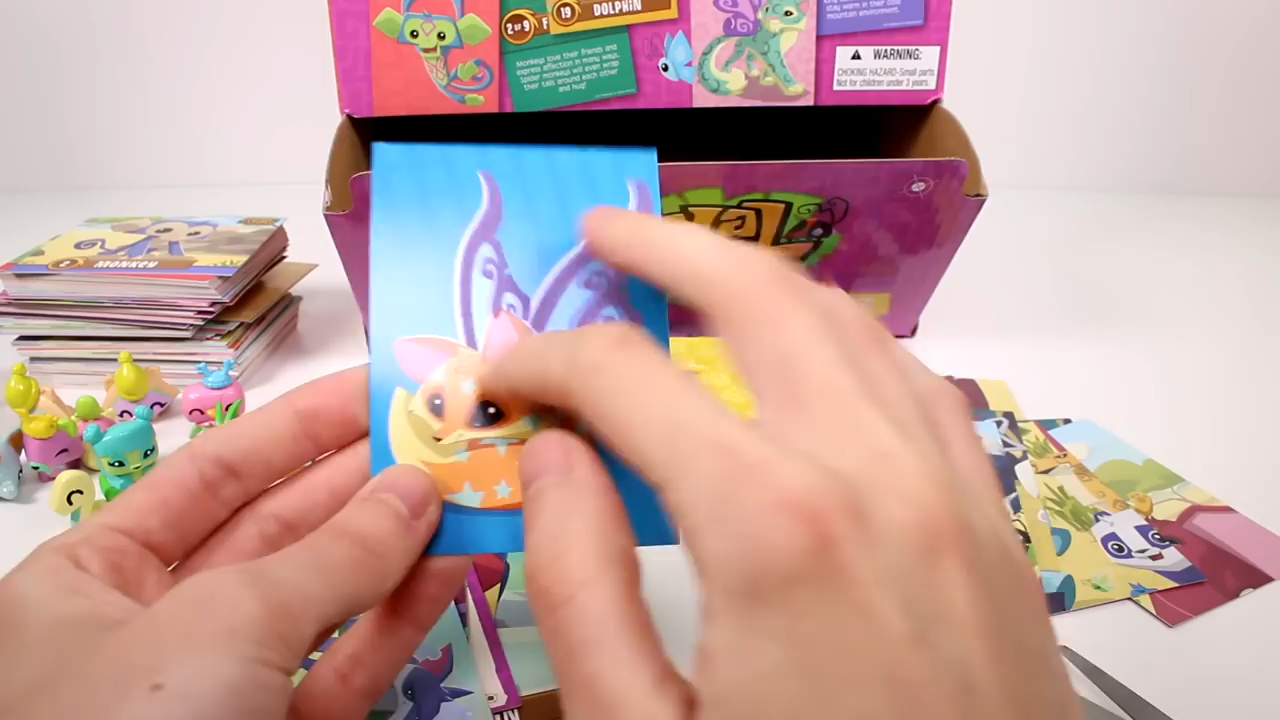 2 OF 9 F
19 DOLPHIN
Monkeys love their friends and
express affection in many ways.
Spider monkeys will even wrap
their tails around each other
and hug!
stay warm in their cold
mountain environment.
WARNING:
CHOKING HAZARD-Small parts.
Not for children under 3 years.
MONKEY